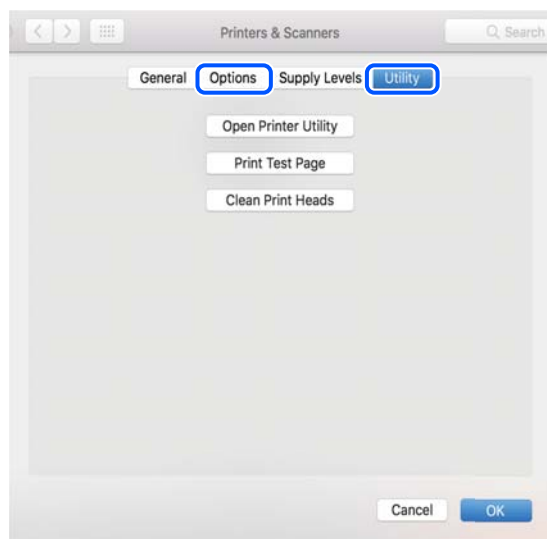 Printers & Scanners Search
General Options Supply Levels Utility
Open Printer Utility
Print Test Page
Clean Print Heads
Cancel OK